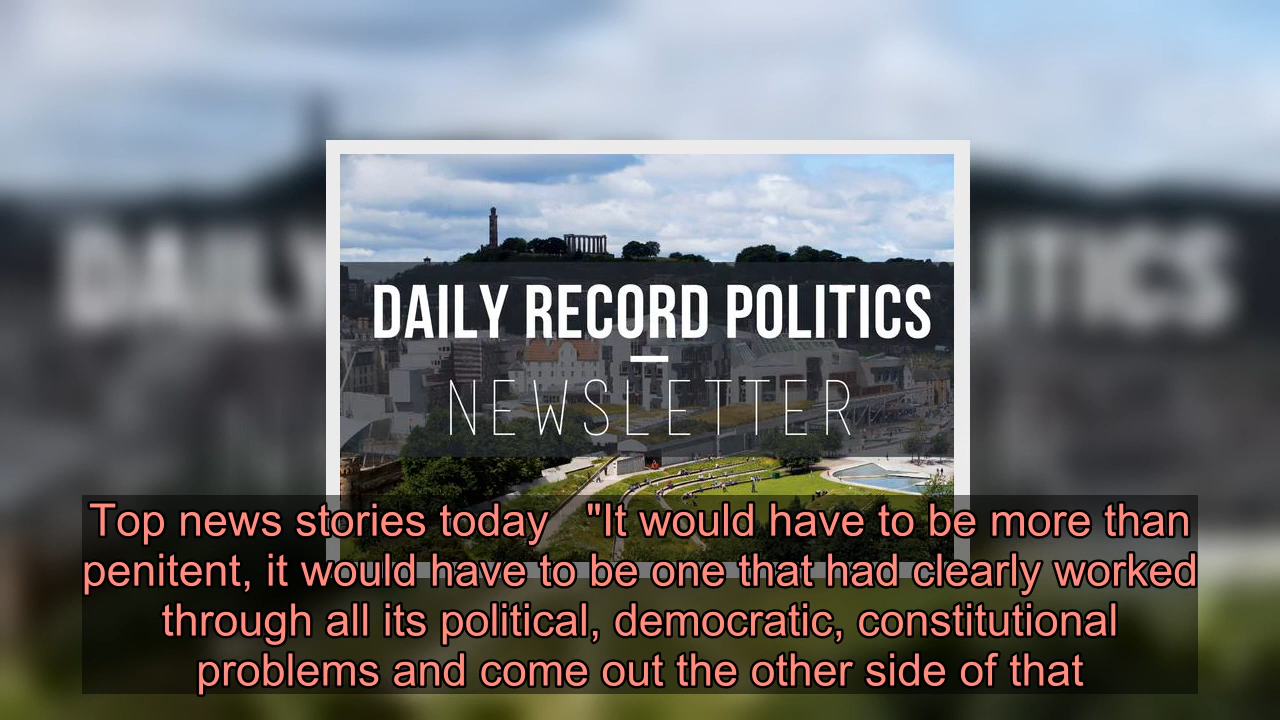 DAILY RECORD POLITICS
NEWSLETTER
Top news stories today "It would have to be more than
penitent, it would have to be one that had clearly worked
through all its political, democratic, constitutional
problems and come out the other side of that